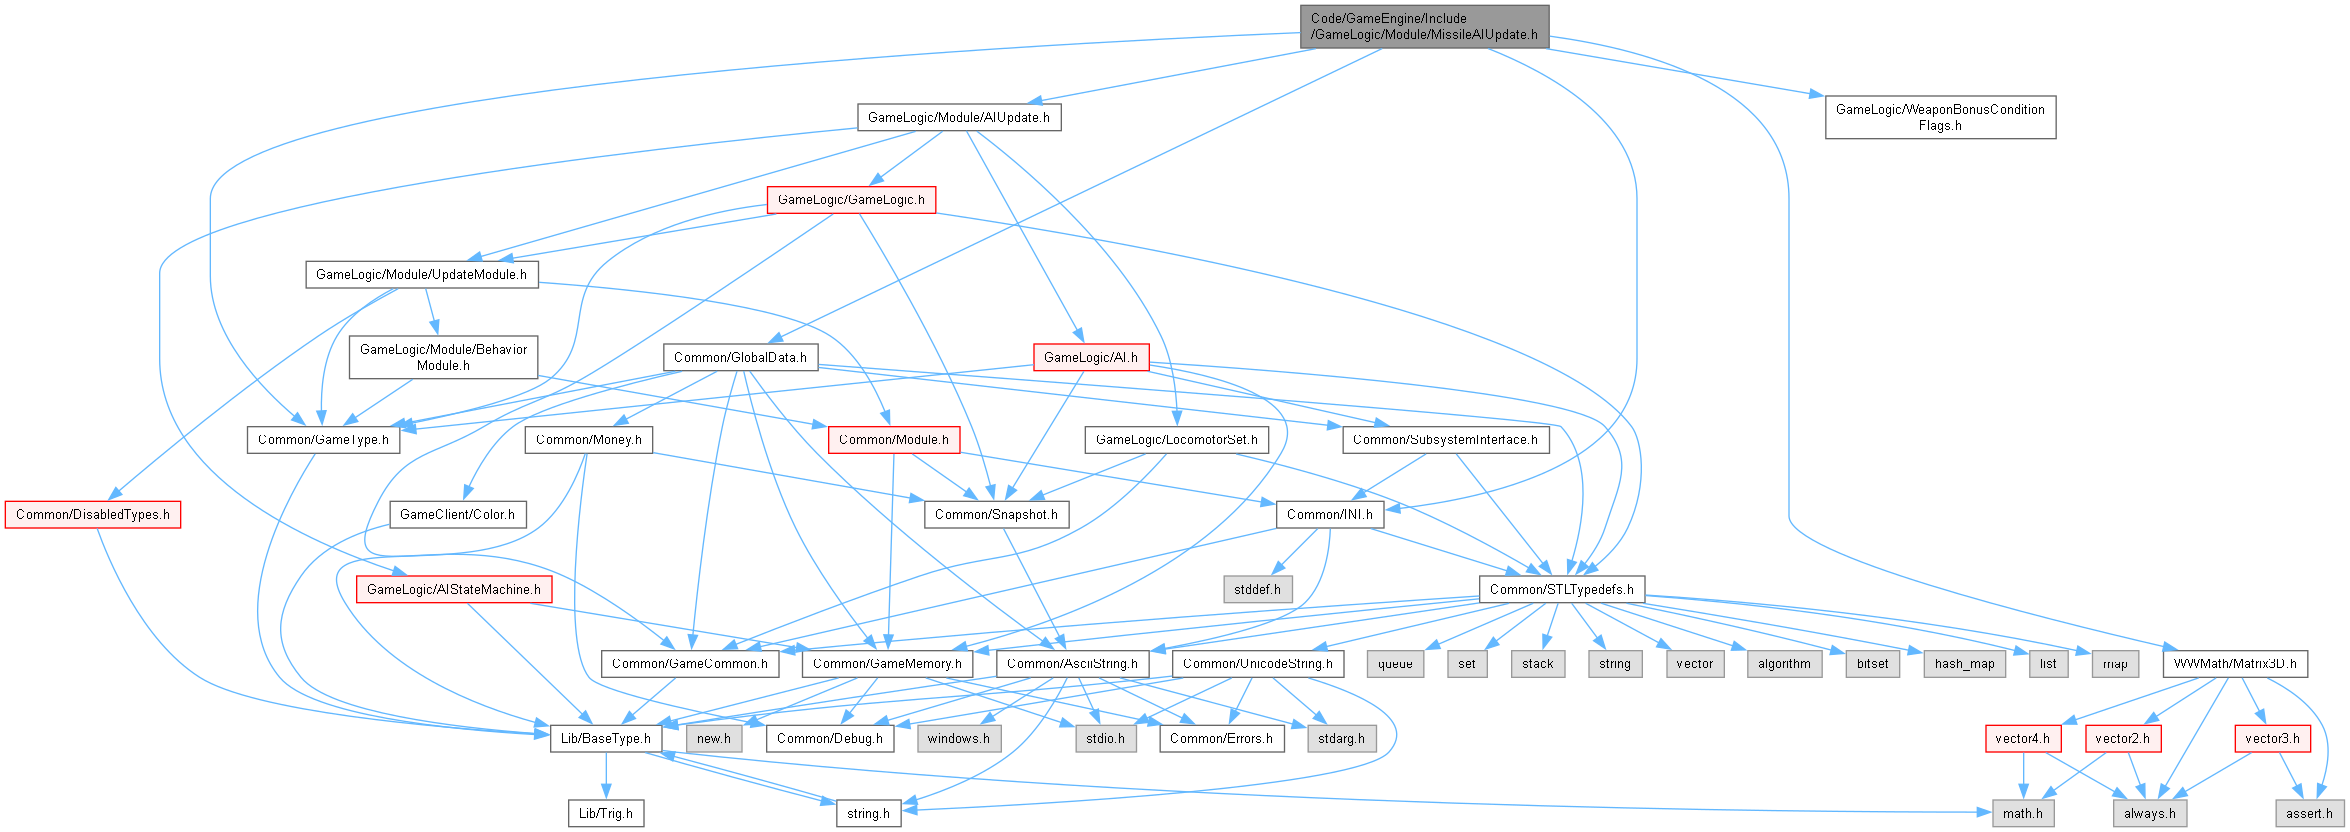 Code/GameEngine/Include
/GameLogic/Module/MissileAIUpdate.h
GameLogic/Module/AIUpdate.h
GameLogic/WeaponBonusCondition
Flags.h
GameLogic/GameLogic.h
GameLogic/Module/UpdateModule.h
GameLogic/Module/Behavior
Module.h
Common/GlobalData.h
GameLogic/AI.h
Common/GameType.h
Common/Money.h
Common/Module.h
GameLogic/LocomotorSet.h
Common/SubsystemInterface.h
Common/DisabledTypes.h
GameClient/Color.h
Common/Snapshot.h
Common/INI.h
GameLogic/AIStateMachine.h
stddef.h
Common/STLTypedefs.h
Common/GameCommon.h
Common/GameMemory.h
Common/AsciiString.h
Common/UnicodeString.h
queue
set
stack
string
vector
algorithm
bitset
hash_map
list
map
WWMath/Matrix3D.h
Lib/BaseType.h
new.h
Common/Debug.h
windows.h
stdio.h
Common/Errors.h
stdarg.h
vector4.h
vector2.h
vector3.h
Lib/Trig.h
string.h
math.h
always.h
assert.h